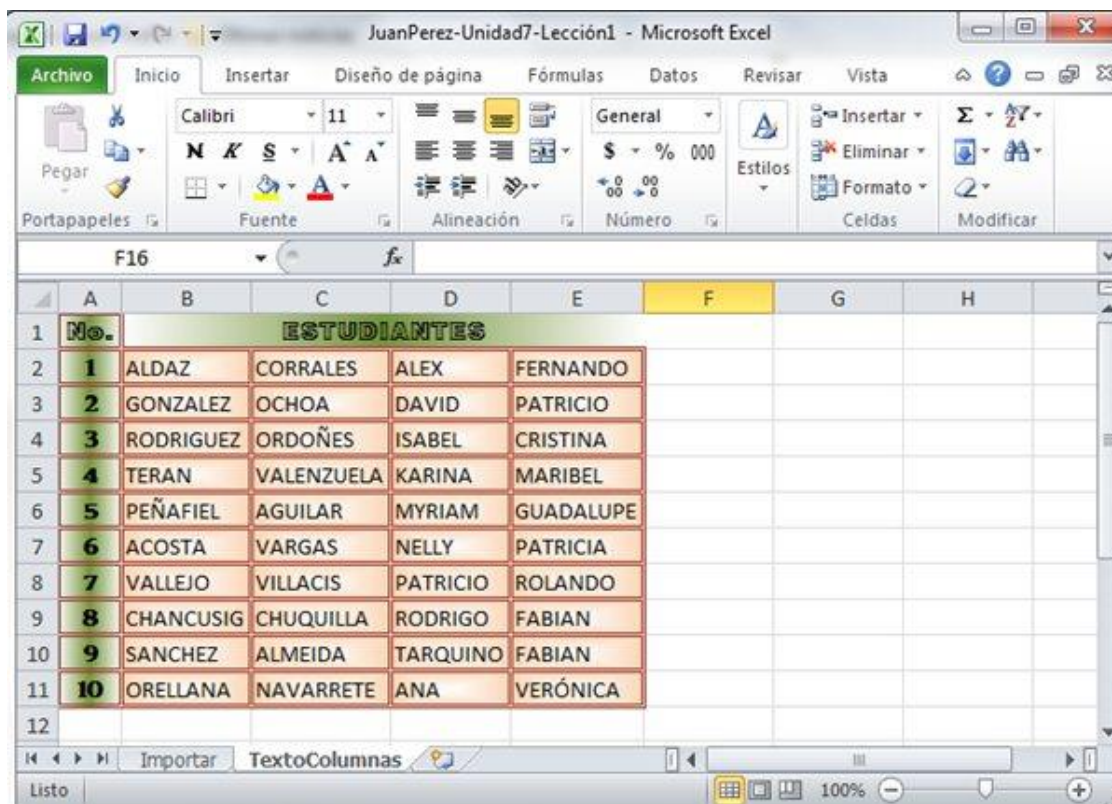 JuanPerez-Unidad7-Lección1 - Microsoft Excel
Archivo Inicio Insertar Diseño de página Fórmulas Datos Revisar Vista
Calibri 11 General Insertar
N K S A A $ % 000 Eliminar
Pegar Estilos Formato
Portapapeles Fuente Alineación Número Celdas Modificar
F16 fx
A B C D E F G H
1 No. ESTUDIANTES
2 1 ALDAZ CORRALES ALEX FERNANDO
3 2 GONZALEZ OCHOA DAVID PATRICIO
4 3 RODRIGUEZ ORDOÑES ISABEL CRISTINA
5 4 TERAN VALENZUELA KARINA MARIBEL
6 5 PEÑAFIEL AGUILAR MYRIAM GUADALUPE
7 6 ACOSTA VARGAS NELLY PATRICIA
8 7 VALLEJO VILLACIS PATRICIO ROLANDO
9 8 CHANCUSIG CHUQUILLA RODRIGO FABIAN
10 9 SANCHEZ ALMEIDA TARQUINO FABIAN
11 10 ORELLANA NAVARRETE ANA VERÓNICA
12
Importar TextoColumnas
Listo 100%